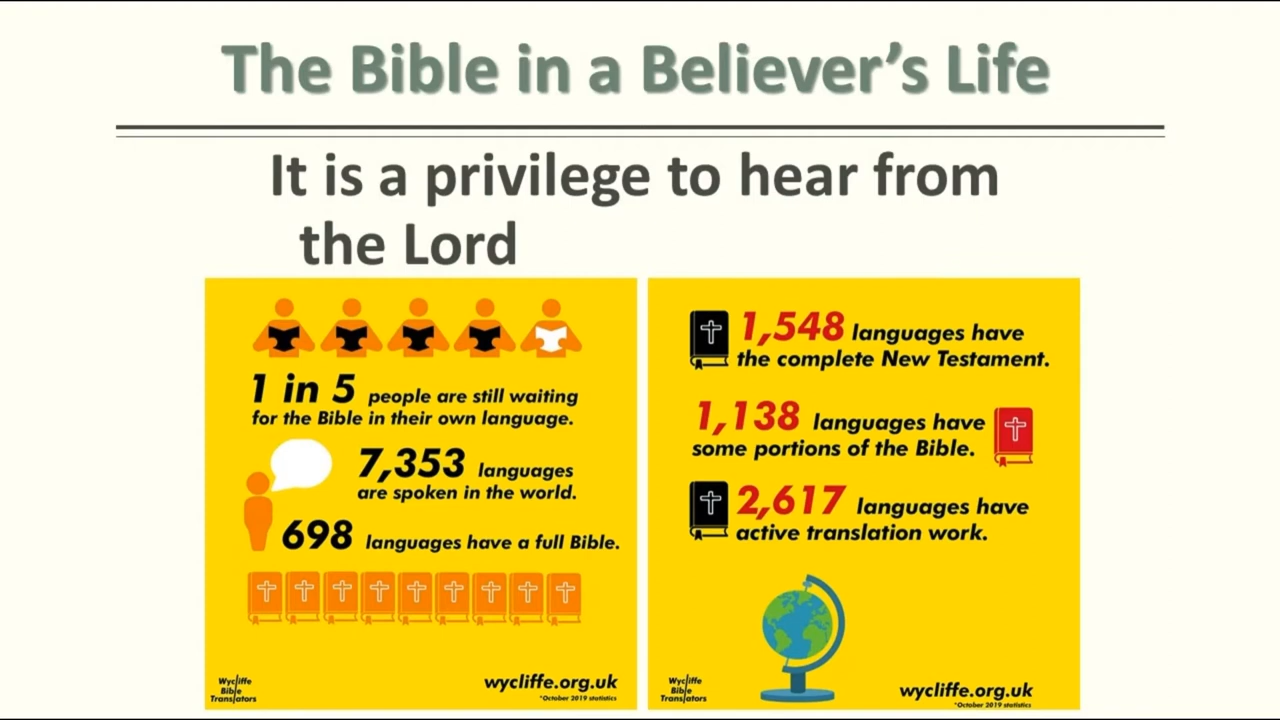 The Bible in a Believer's Life
It is a privilege to hear from
the Lord
1 in 5 people are still waiting
for the Bible in their own language.
7,353 languages
are spoken in the world.
698 languages have a full Bible.
Wycliffe
Bible
Translators
wycliffe.org.uk
*October 2019 statistics
1,548 languages have
the complete New Testament.
1,138 languages have
some portions of the Bible.
2,617 languages have
active translation work.
Wycliffe
Bible
Translators
wycliffe.org.uk
*October 2019 statistics